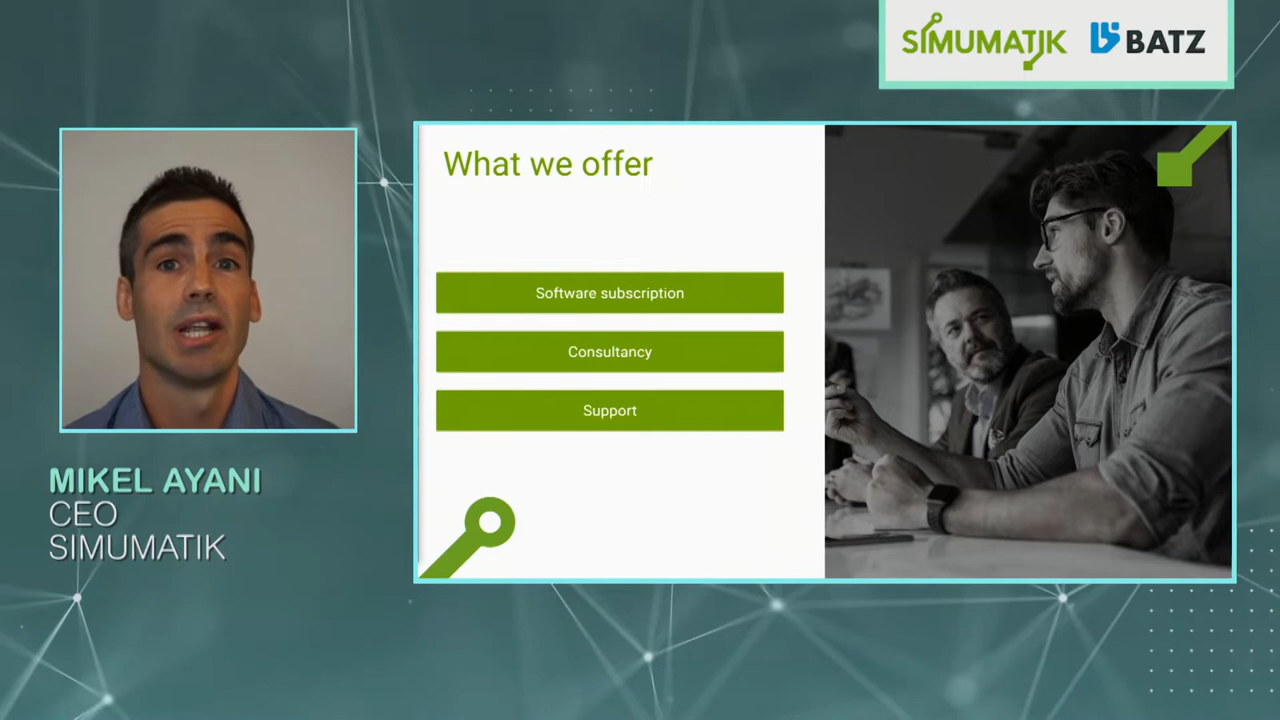 SIMUMATIK
BATZ
What we offer
Software subscription
Consultancy
Support
MIKEL AYANI
CEO
SIMUMATIK